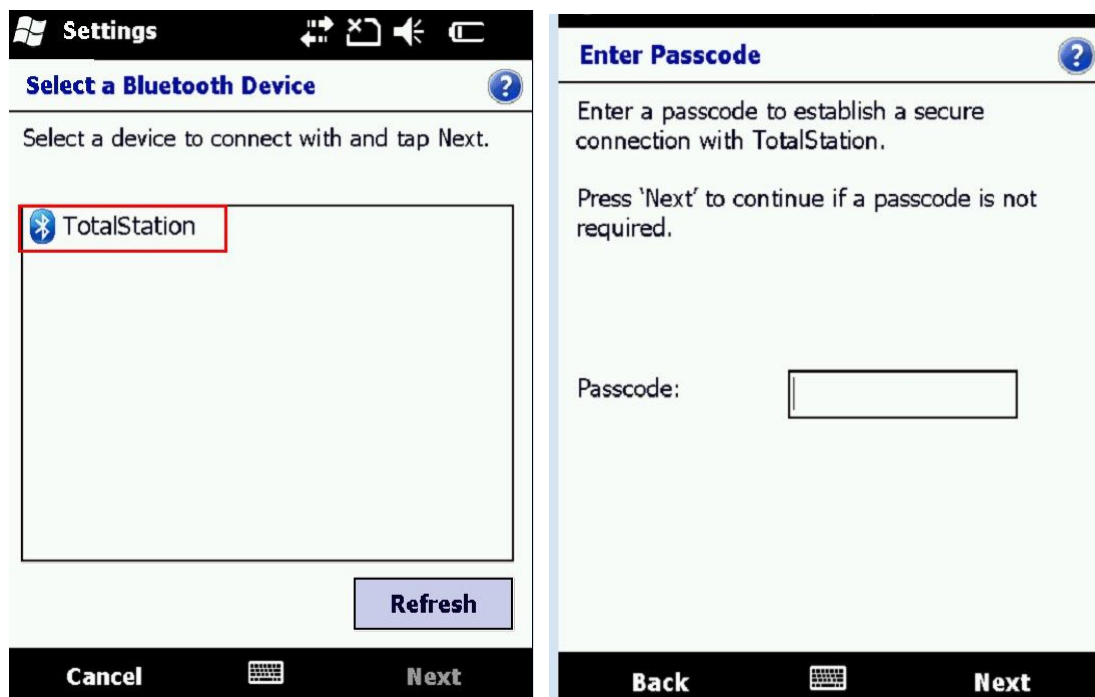 Settings
Select a Bluetooth Device
Select a device to connect with and tap Next.
TotalStation
Refresh
Cancel
Next
Enter Passcode
Enter a passcode to establish a secure
connection with TotalStation.
Press 'Next' to continue if a passcode is not
required.
Passcode:
Back
Next